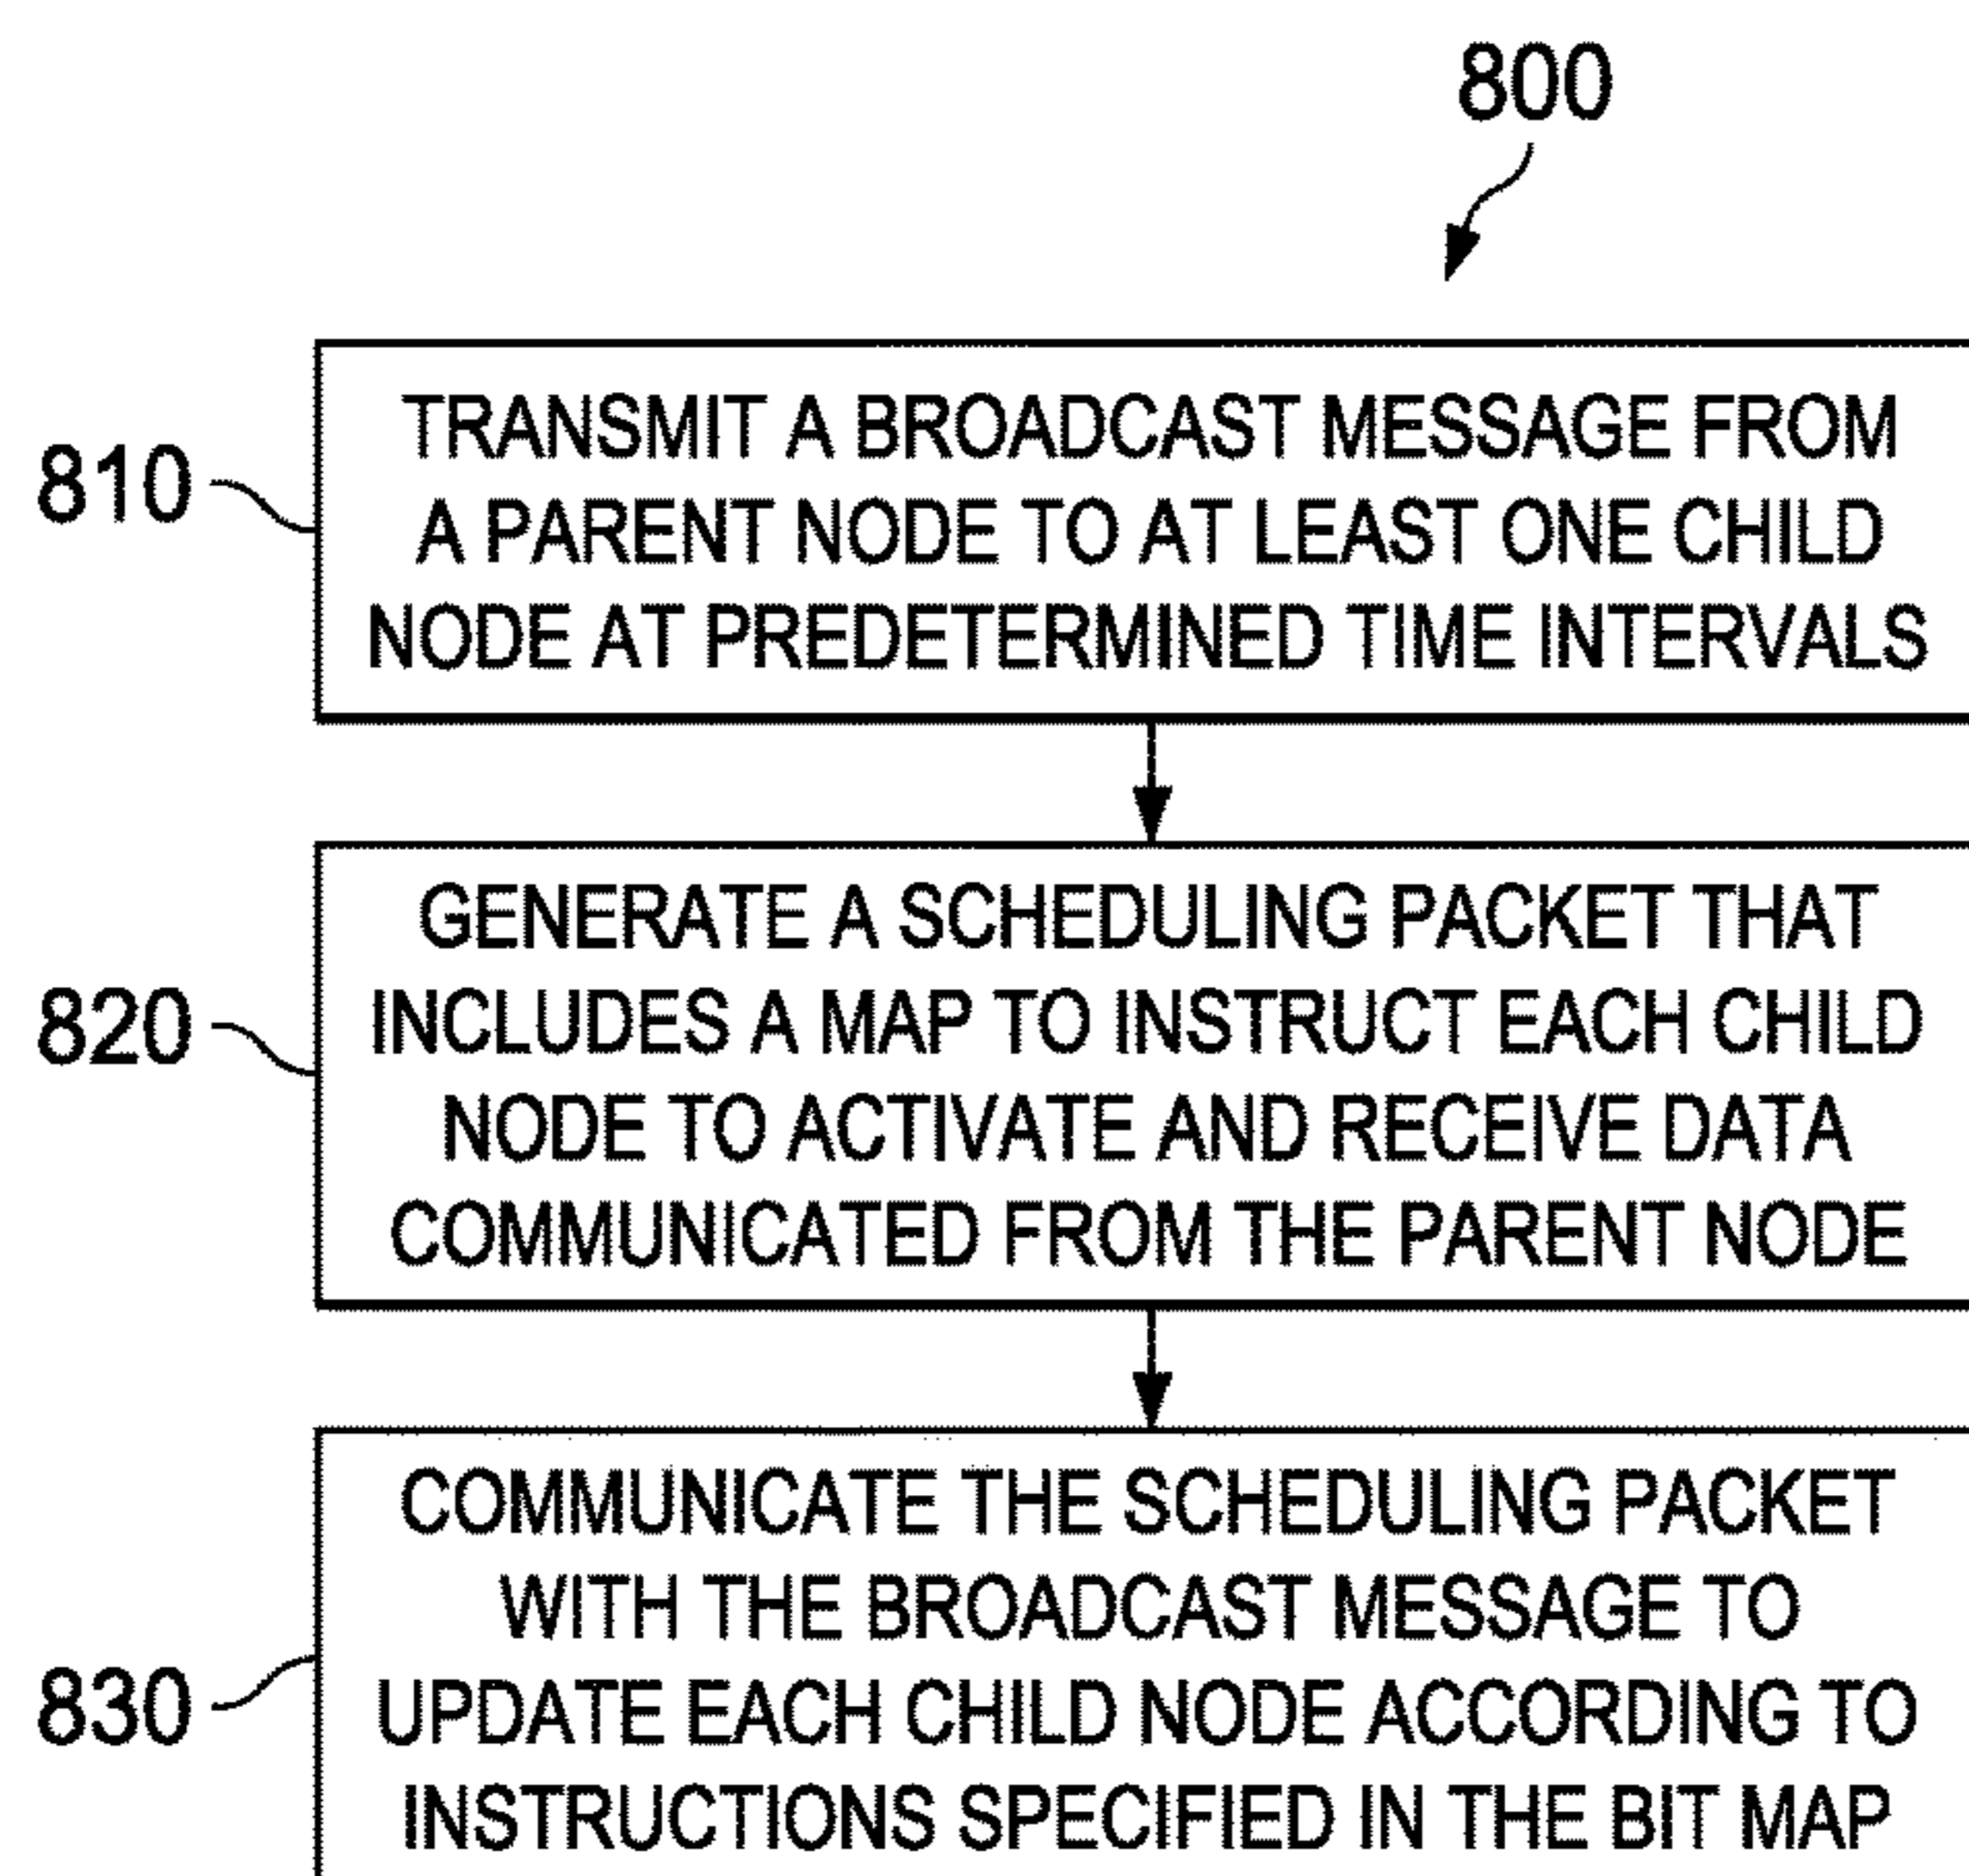 800
810
TRANSMIT A BROADCAST MESSAGE FROM
A PARENT NODE TO AT LEAST ONE CHILD
NODE AT PREDETERMINED TIME INTERVALS
820
GENERATE A SCHEDULING PACKET THAT
INCLUDES A MAP TO INSTRUCT EACH CHILD
NODE TO ACTIVATE AND RECEIVE DATA
COMMUNICATED FROM THE PARENT NODE
830
COMMUNICATE THE SCHEDULING PACKET
WITH THE BROADCAST MESSAGE TO
UPDATE EACH CHILD NODE ACCORDING TO
INSTRUCTIONS SPECIFIED IN THE BIT MAP